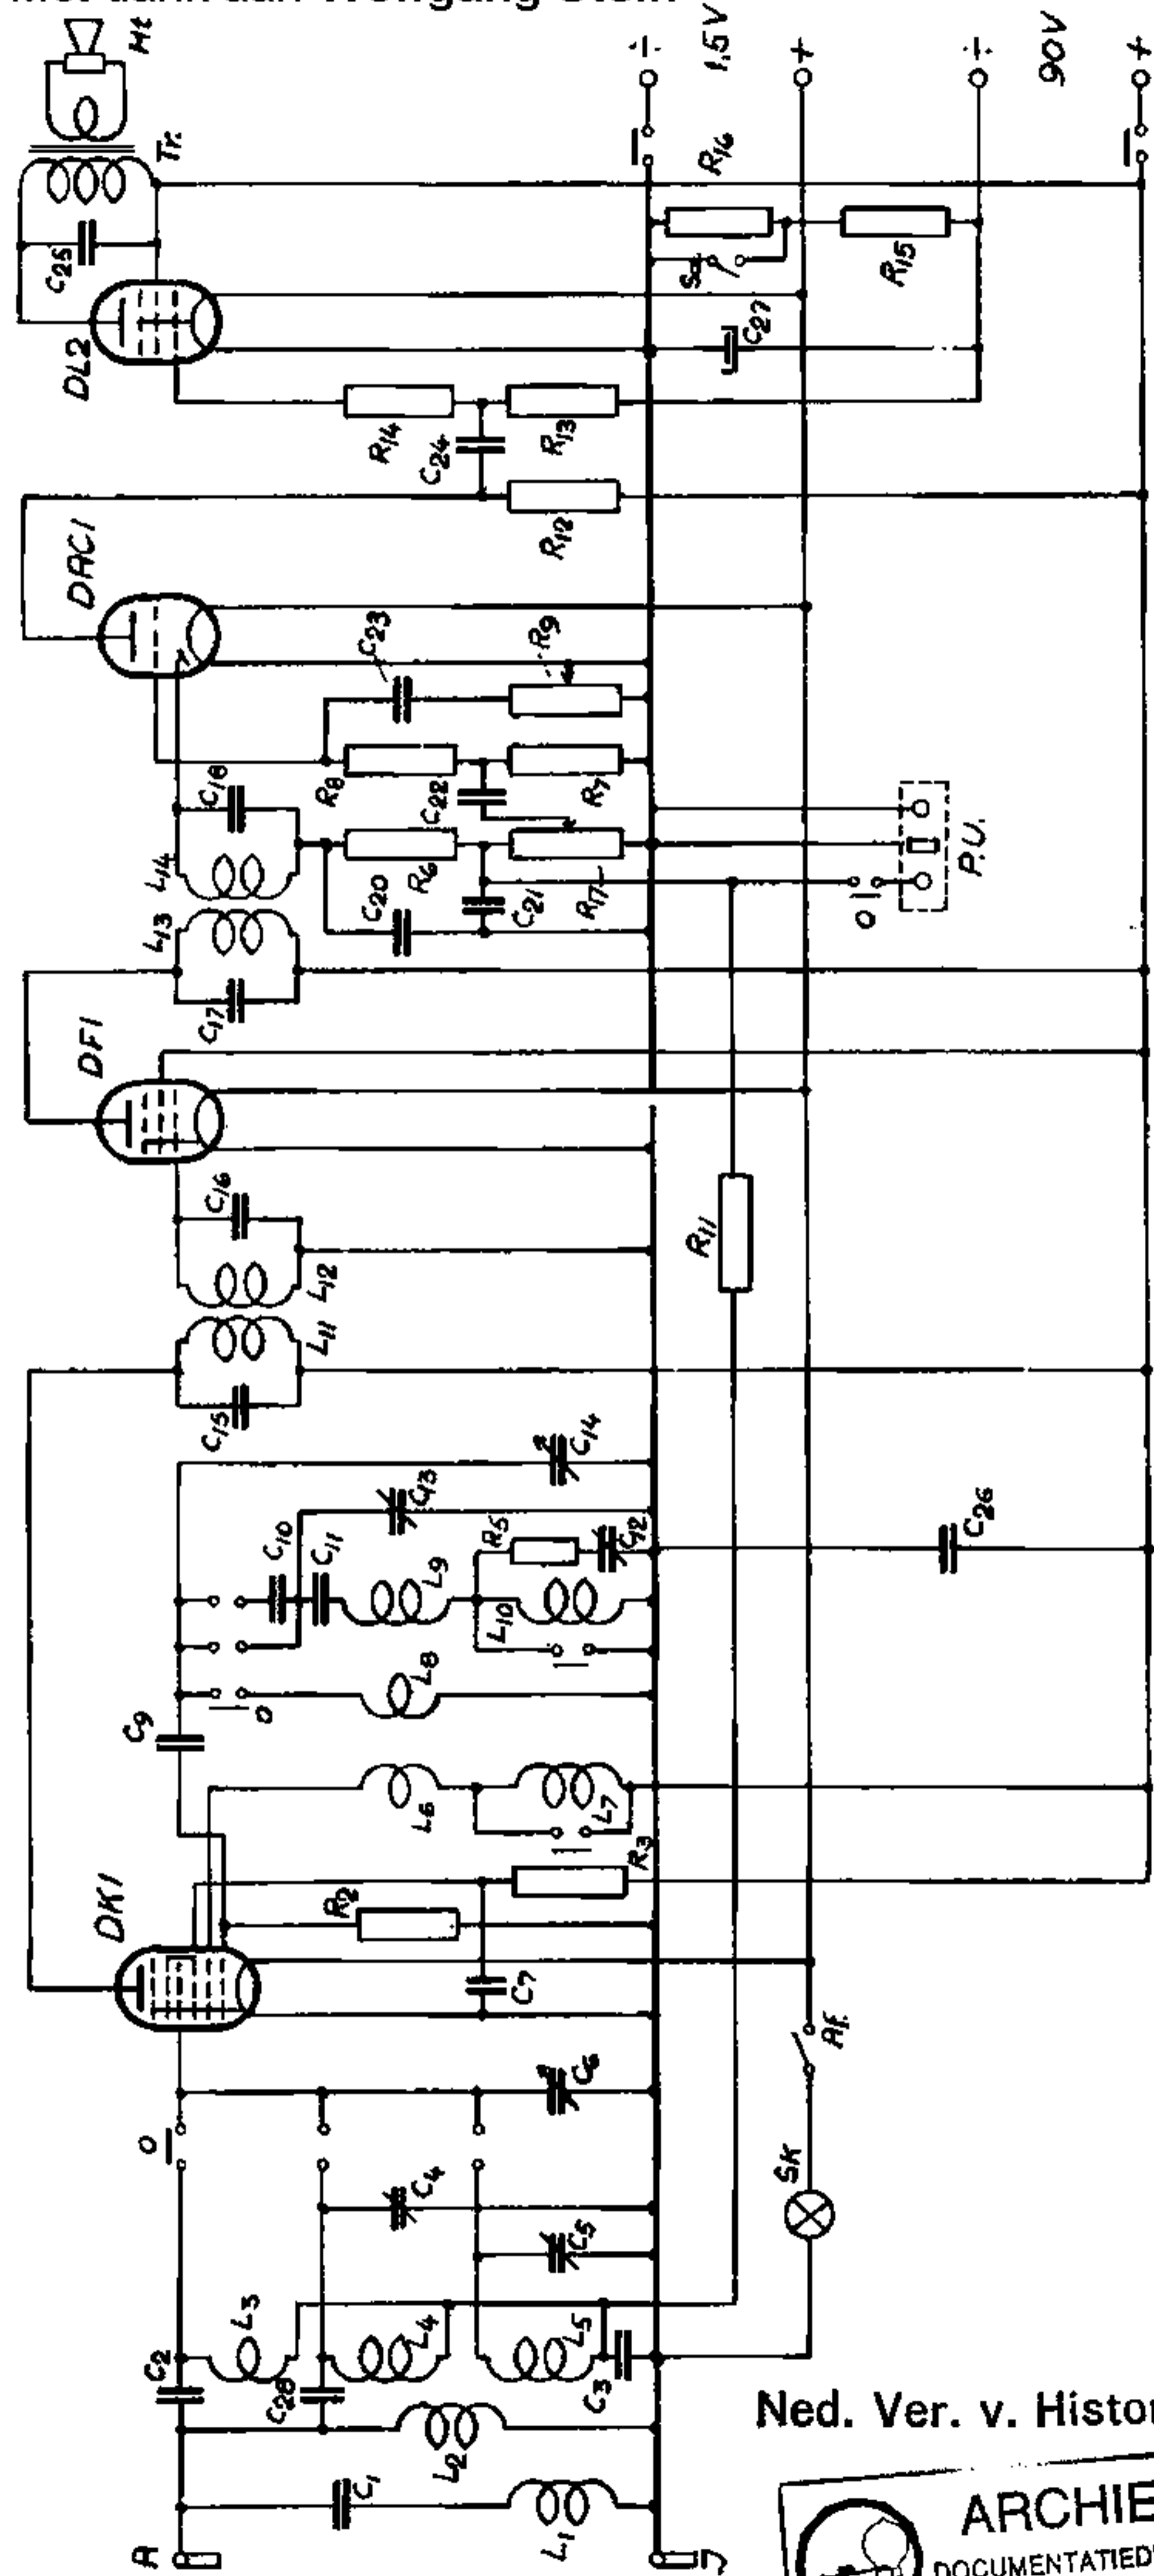 Ht
Tr.
C25
DL2
1,5V
90V
R16
Sa
R15
C27
R14
C24
R13
R12
DAC1
C23
R9
R8
C22
R7
C18
L14
L13
C20
R6
C21
R17
O
P.U.
C17
DF1
C16
L12
L11
C15
R11
C14
C13
C10
C11
R5
C12
L9
L10
L8
O
C9
C26
L6
L7
R3
R2
DK1
C7
Af.
SK
O
C6
C4
C5
L3
L4
L5
C2
C28
C3
L2
C1
L1
A
J
Ned. Ver. v. Histor
ARCHIE
DOCUMENTATIED